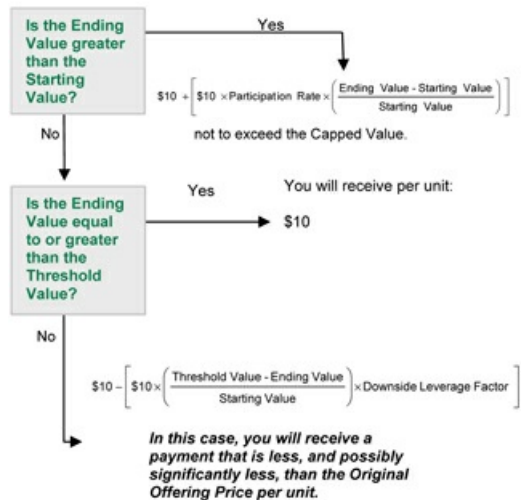 Is the Ending
Value greater
than the
Starting
Value?
Yes
$10 + [ $10 × Participation Rate × ( Ending Value - Starting Value / Starting Value ) ]
not to exceed the Capped Value.
No
Is the Ending
Value equal
to or greater
than the
Threshold
Value?
Yes
You will receive per unit:
$10
No
$10 – [ $10 × ( Threshold Value - Ending Value / Starting Value ) × Downside Leverage Factor ]
In this case, you will receive a
payment that is less, and possibly
significantly less, than the Original
Offering Price per unit.